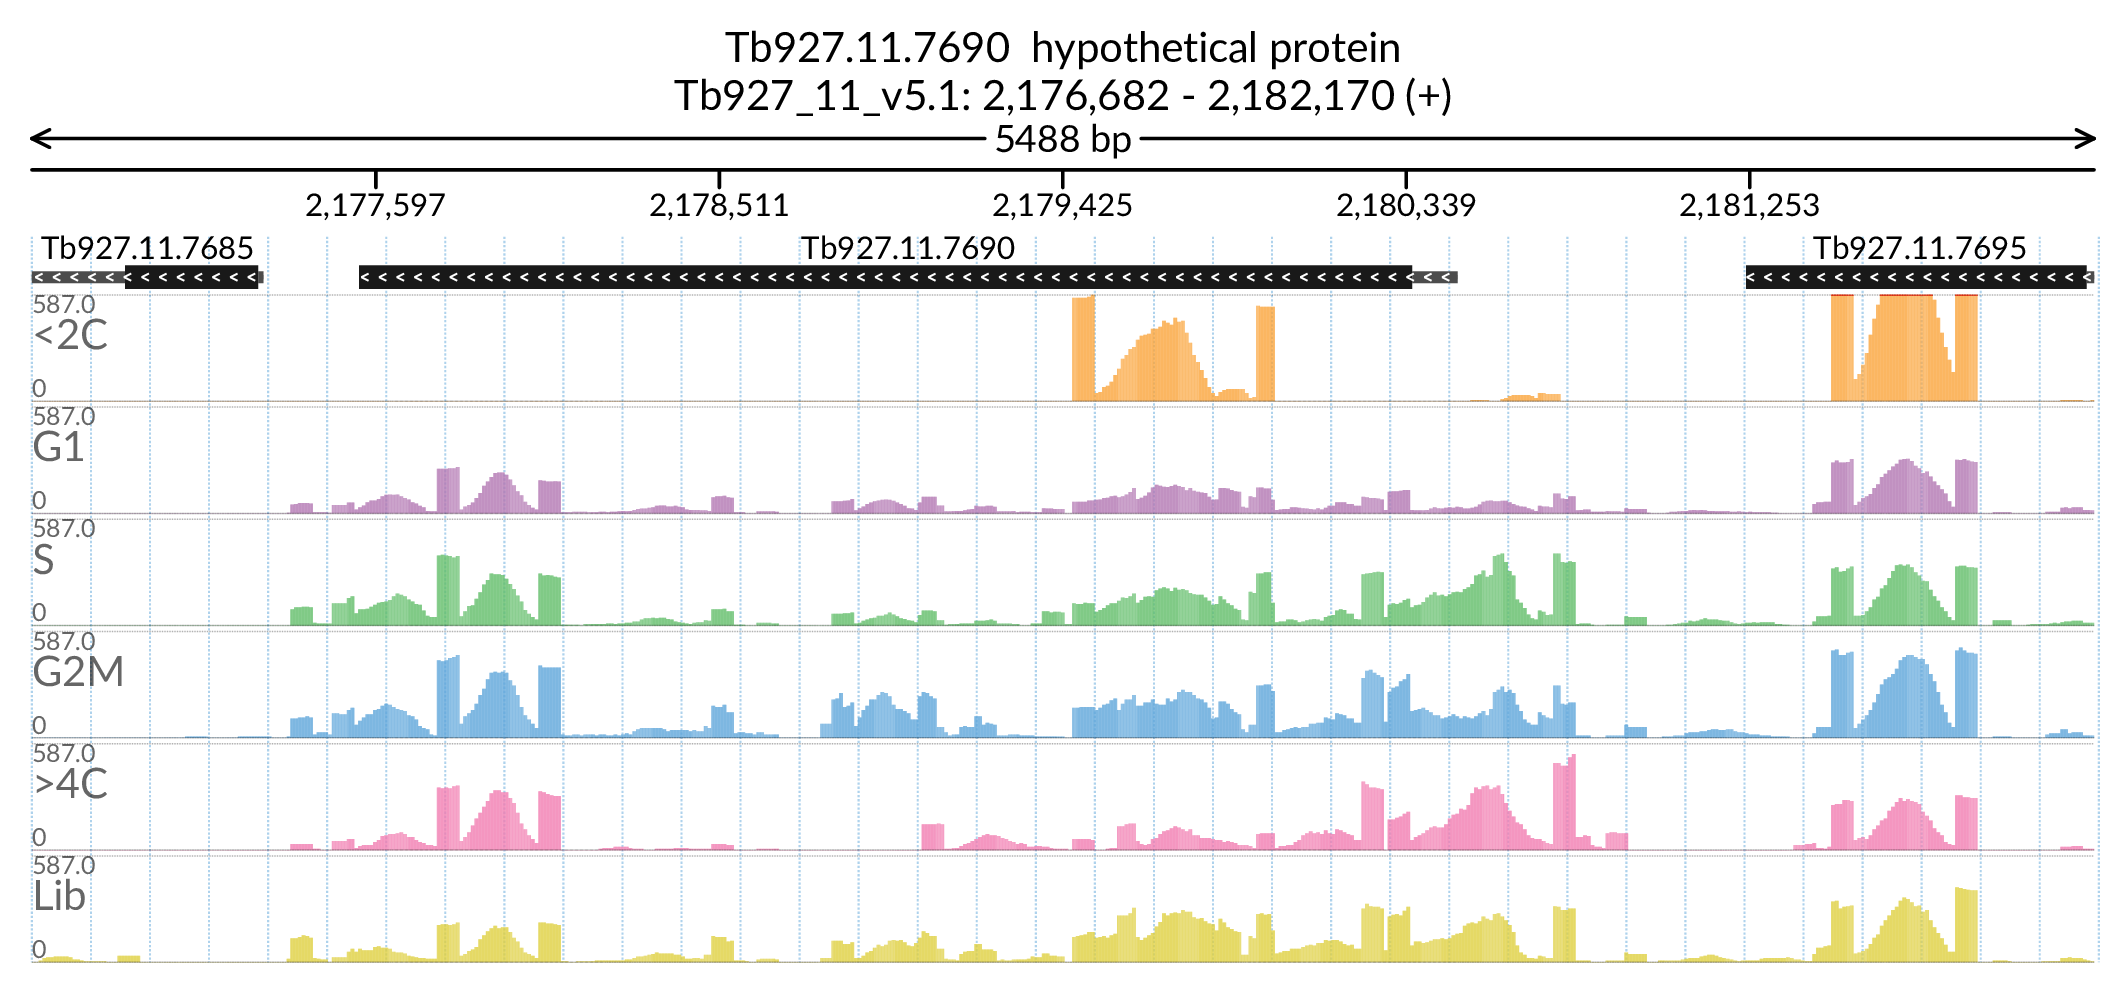 Tb927.11.7690 hypothetical protein
Tb927_11_v5.1: 2,176,682 - 2,182,170 (+)
5488 bp
2,177,597 2,178,511 2,179,425 2,180,339 2,181,253
Tb927.11.7685 Tb927.11.7690 Tb927.11.7695
587.0
<2C
0
587.0
G1
0
587.0
S
0
587.0
G2M
0
587.0
>4C
0
587.0
Lib
0